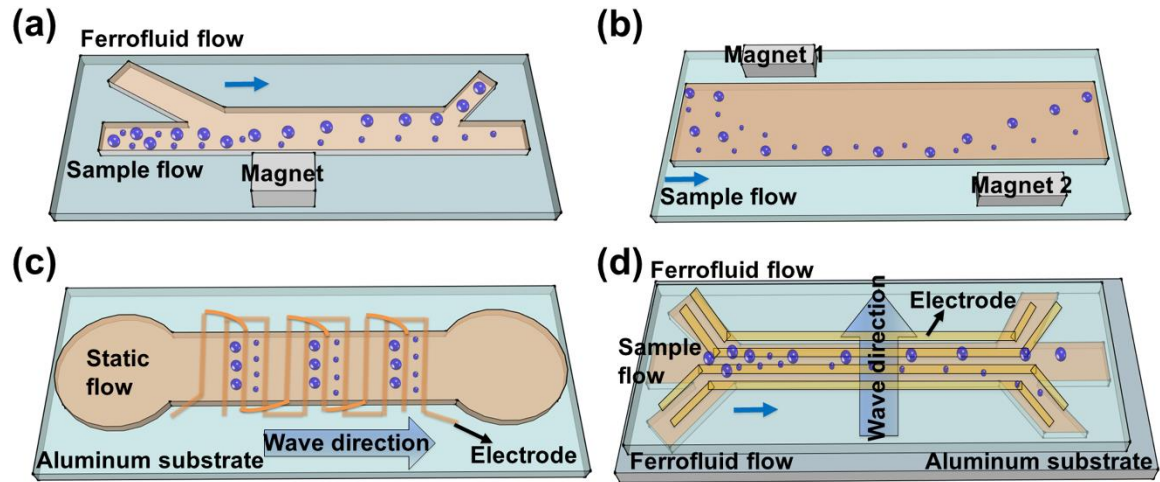 (a)
Ferrofluid flow
Sample flow
Magnet
(b)
Magnet 1
Sample flow
Magnet 2
(c)
Static
flow
Wave direction
Aluminum substrate
Electrode
(d)
Ferrofluid flow
Electrode
Sample
flow
Wave direction
Ferrofluid flow
Aluminum substrate